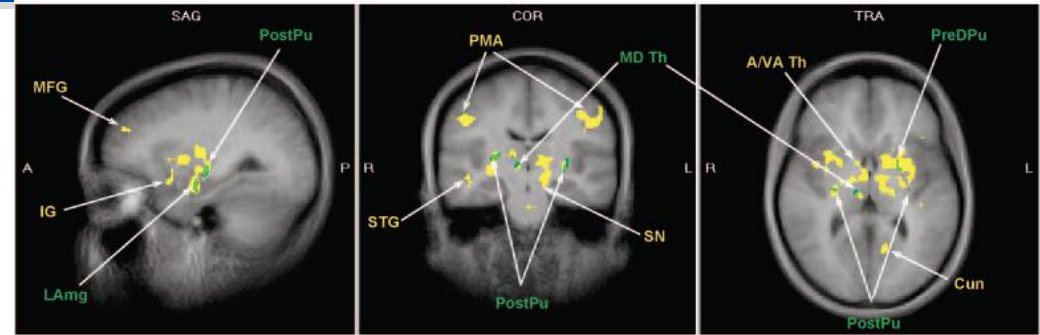 SAG
PostPu
MFG
A
P
IG
LAmg
COR
PMA
MD Th
R
L
STG
SN
PostPu
TRA
PreDPu
A/VA Th
R
L
Cun
PostPu